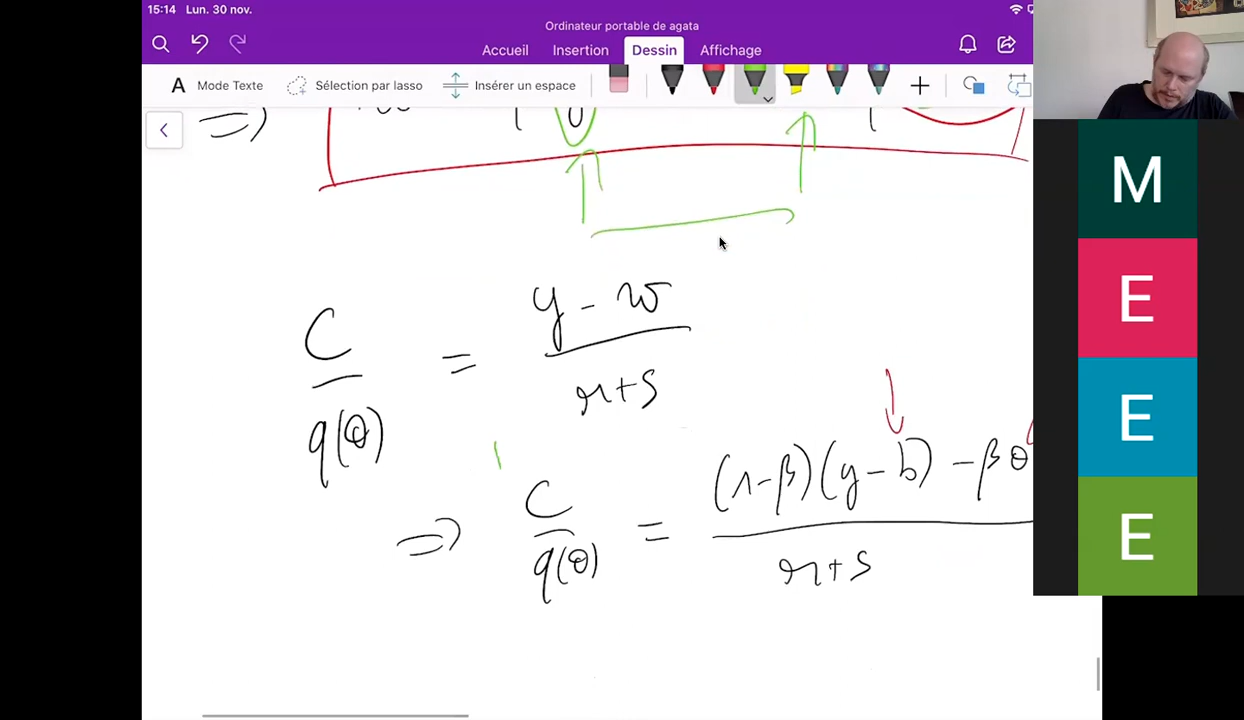 15:14 Lun. 30 nov.
Ordinateur portable de agata
Accueil Insertion Dessin Affichage
A Mode Texte Sélection par lasso Insérer un espace
=>
C/q(θ) = (y - w)/(r+s)
=> C/q(θ) = ((1-β)(y-b) - βθ)/(r+s)
M
E
E
E